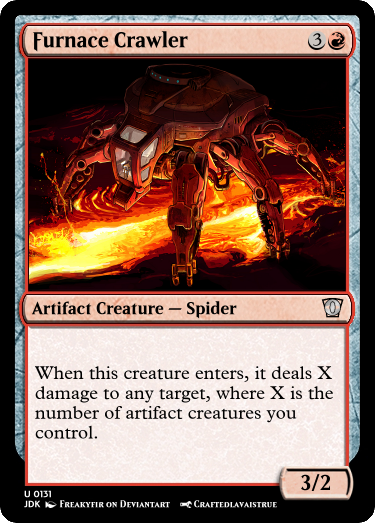 Furnace Crawler 3
Artifact Creature — Spider
When this creature enters, it deals X
damage to any target, where X is the
number of artifact creatures you
control.
3/2
U 0131
JDK Freakyfir on Deviantart Craftedlavaistrue